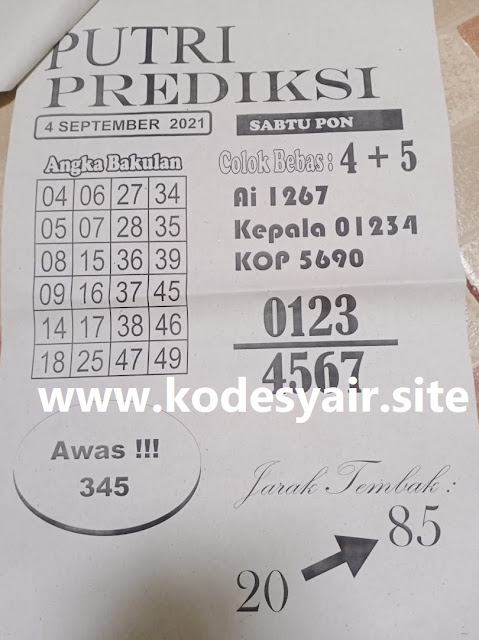 PUTRI
PREDIKSI
4 SEPTEMBER 2021
SABTU PON
Angka Bakulan
04 06 27 34
05 07 28 35
08 15 36 39
09 16 37 45
14 17 38 46
18 25 47 49
Colok Bebas : 4 + 5
Ai 1267
Kepala 01234
KOP 5690
0123
4567
www.kodesyair.site
Awas !!!
345
Jarak Tembak :
85
20